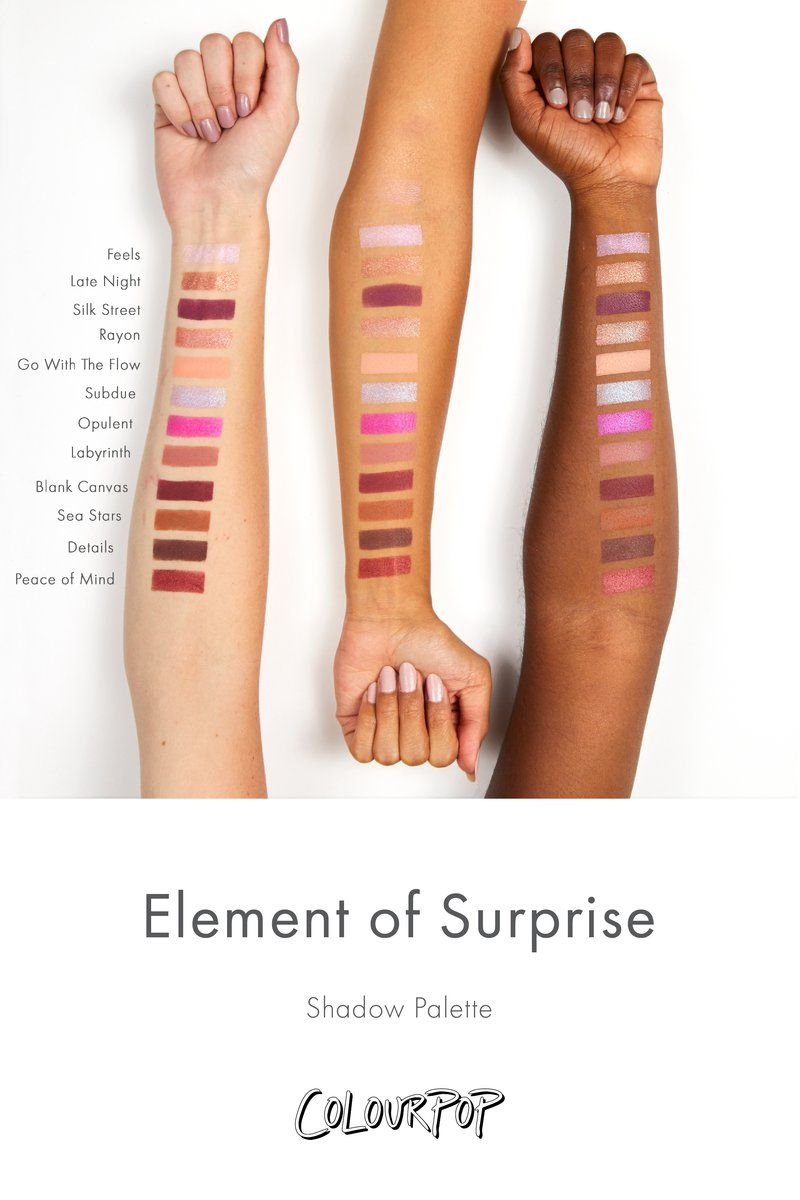 Feels
Late Night
Silk Street
Rayon
Go With The Flow
Subdue
Opulent
Labyrinth
Blank Canvas
Sea Stars
Details
Peace of Mind
Element of Surprise
Shadow Palette
COLOURPOP